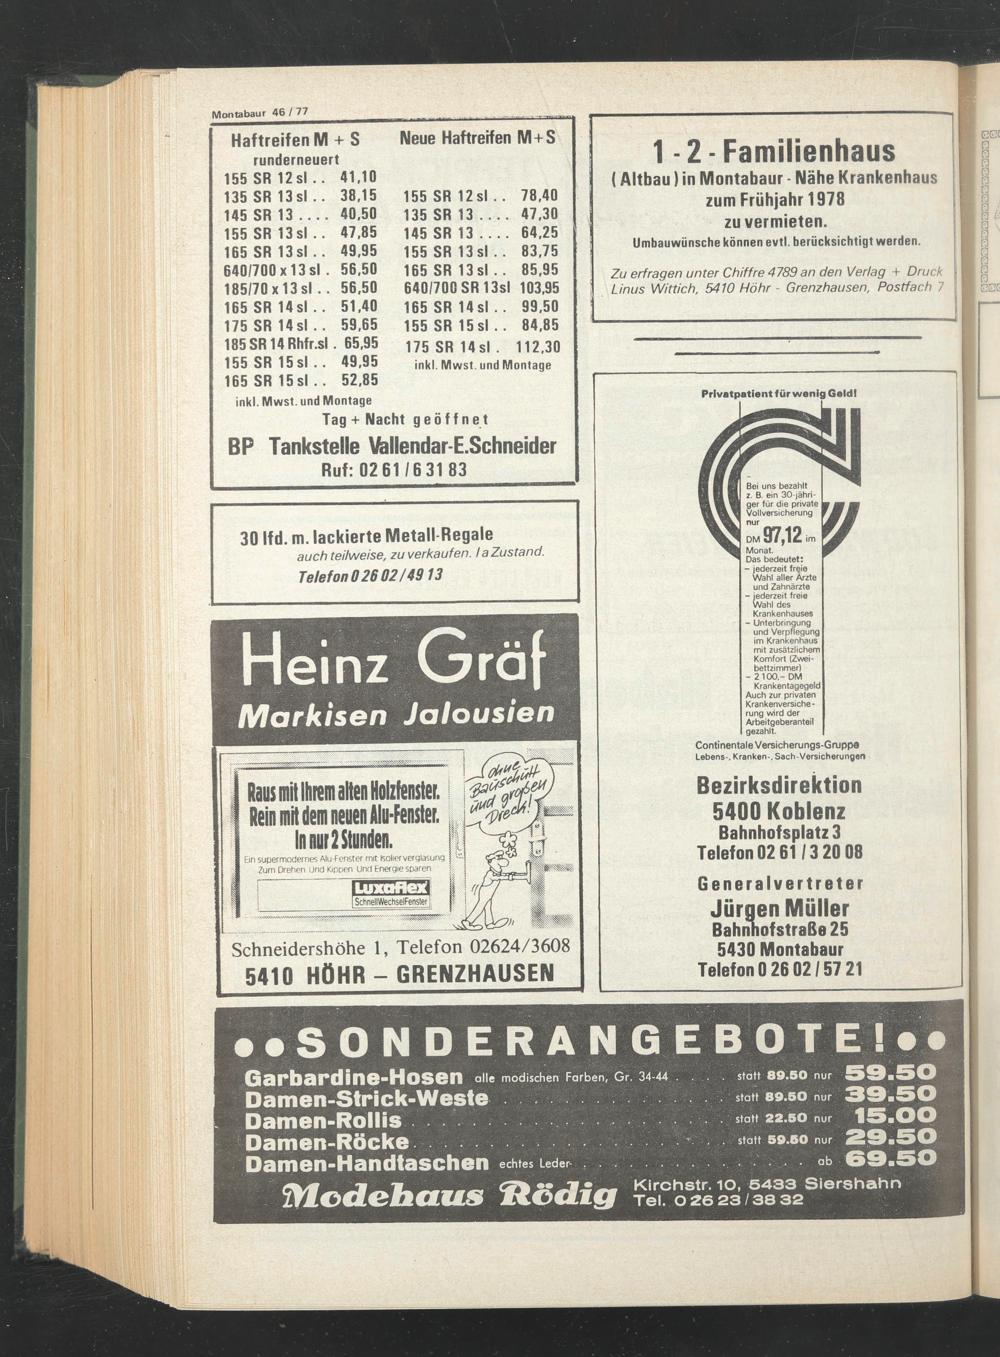 Montabaur 46/77
Haftreifen M + S
runderneuert
155 SR 12 sl . . 41,10
135 SR 13 sl . . 38,15
145 SR 13 . . . . 40,50
155 SR 13 sl . . 47,85
165 SR 13 sl . . 49,95
640/700 x 13 sl . 56,50
185/70 x 13 sl . . 56,50
165 SR 14 sl . . 51,40
175 SR 14 sl . . 59,65
185 SR 14 Rhfr.sl . 65,95
155 SR 15 sl . . 49,95
165 SR 15 sl . . 52,85
inkl. Mwst. und Montage
Neue Haftreifen M+S
155 SR 12 sl . . 78,40
135 SR 13 . . . . 47,30
145 SR 13 . . . . 64,25
155 SR 13 sl . . 83,75
165 SR 13 sl . . 85,95
640/700 SR 13sl 103,95
165 SR 14 sl . . 99,50
155 SR 15 sl . . 84,85
175 SR 14 sl . 112,30
inkl. Mwst. und Montage
Tag + Nacht geöffnet
BP Tankstelle Vallendar-E.Schneider
Ruf: 02 61 / 6 31 83
30 lfd. m. lackierte Metall-Regale
auch teilweise, zu verkaufen. I a Zustand.
Telefon 0 26 02 / 49 13
Heinz Gräf
Markisen Jalousien
Raus mit Ihrem alten Holzfenster.
Rein mit dem neuen Alu-Fenster.
In nur 2 Stunden.
Ein supermodernes Alu-Fenster mit Isolierverglasung
Zum Drehen Und Kippen Und Energie sparen
Luxaflex
SchnellWechselFenster
ohne
Bauschutt
und großen
Dreck!
Schneidershöhe 1, Telefon 02624/3608
5410 HÖHR – GRENZHAUSEN
1 - 2 - Familienhaus
( Altbau ) in Montabaur - Nähe Krankenhaus
zum Frühjahr 1978
zu vermieten.
Umbauwünsche können evtl. berücksichtigt werden.
Zu erfragen unter Chiffre 4789 an den Verlag + Druck
Linus Wittich, 5410 Höhr - Grenzhausen, Postfach 7
Privatpatient für wenig Geld!
Bei uns bezahlt
z. B. ein 30-jähri-
ger für die private
Vollversicherung
nur
DM 97,12 im
Monat.
Das bedeutet:
– jederzeit freie
Wahl aller Ärzte
und Zahnärzte
– jederzeit freie
Wahl des
Krankenhauses
– Unterbringung
und Verpflegung
im Krankenhaus
mit zusätzlichem
Komfort (Zwei-
bettzimmer)
– 2 100,– DM
Krankentagegeld
Auch zur privaten
Krankenversiche-
rung wird der
Arbeitgeberanteil
gezahlt.
Continentale Versicherungs-Gruppe
Lebens-, Kranken-, Sach-Versicherungen
Bezirksdirektion
5400 Koblenz
Bahnhofsplatz 3
Telefon 02 61 / 3 20 08
Generalvertreter
Jürgen Müller
Bahnhofstraße 25
5430 Montabaur
Telefon 0 26 02 / 57 21
••SONDERANGEBOTE!••
Garbardine-Hosen alle modischen Farben, Gr. 34-44 . . . . statt 89.50 nur 59.50
Damen-Strick-Weste . . . . statt 89.50 nur 39.50
Damen-Rollis . . . . statt 22.50 nur 15.00
Damen-Röcke . . . . statt 59.50 nur 29.50
Damen-Handtaschen echtes Leder . . . . ab 69.50
Modehaus Rödig
Kirchstr. 10, 5433 Siershahn
Tel. 0 26 23 / 38 32